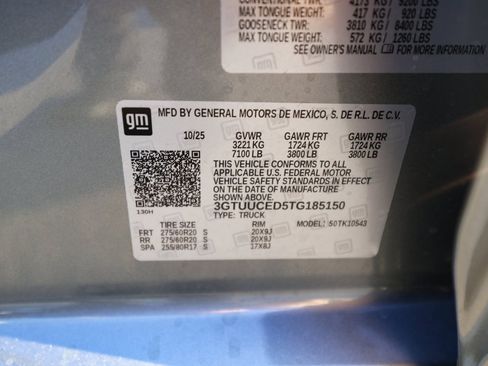 CONVENTIONAL TWR: 4173 KG / 9200 LB
MAX TONGUE WEIGHT: 417 KG / 920 LB
GOOSENECK TWR: 3810 KG / 8400 LB
MAX TONGUE WEIGHT: 572 KG / 1260 LB
SEE OWNER'S MANUAL FOR MORE INFORMATION
gm
MFD BY GENERAL MOTORS DE MEXICO, S. DE R.L. DE C.V.
10/25 GVWR GAWR FRT GAWR RR
3221 KG 1724 KG 1724 KG
7100 LB 3800 LB 3800 LB
THIS VEHICLE CONFORMS TO ALL
APPLICABLE U.S. FEDERAL MOTOR
VEHICLE SAFETY STANDARDS IN
EFFECT ON THE DATE OF MANUFACTURE
SHOWN ABOVE.
3GTUUCED5TG185150
130H TYPE: TRUCK
TIRE SIZE RIM MODEL: 50TK10543
FRT 275/60R20 S 20X9J
RR 275/60R20 S 20X9J
SPA 255/80R17 S 17X8J